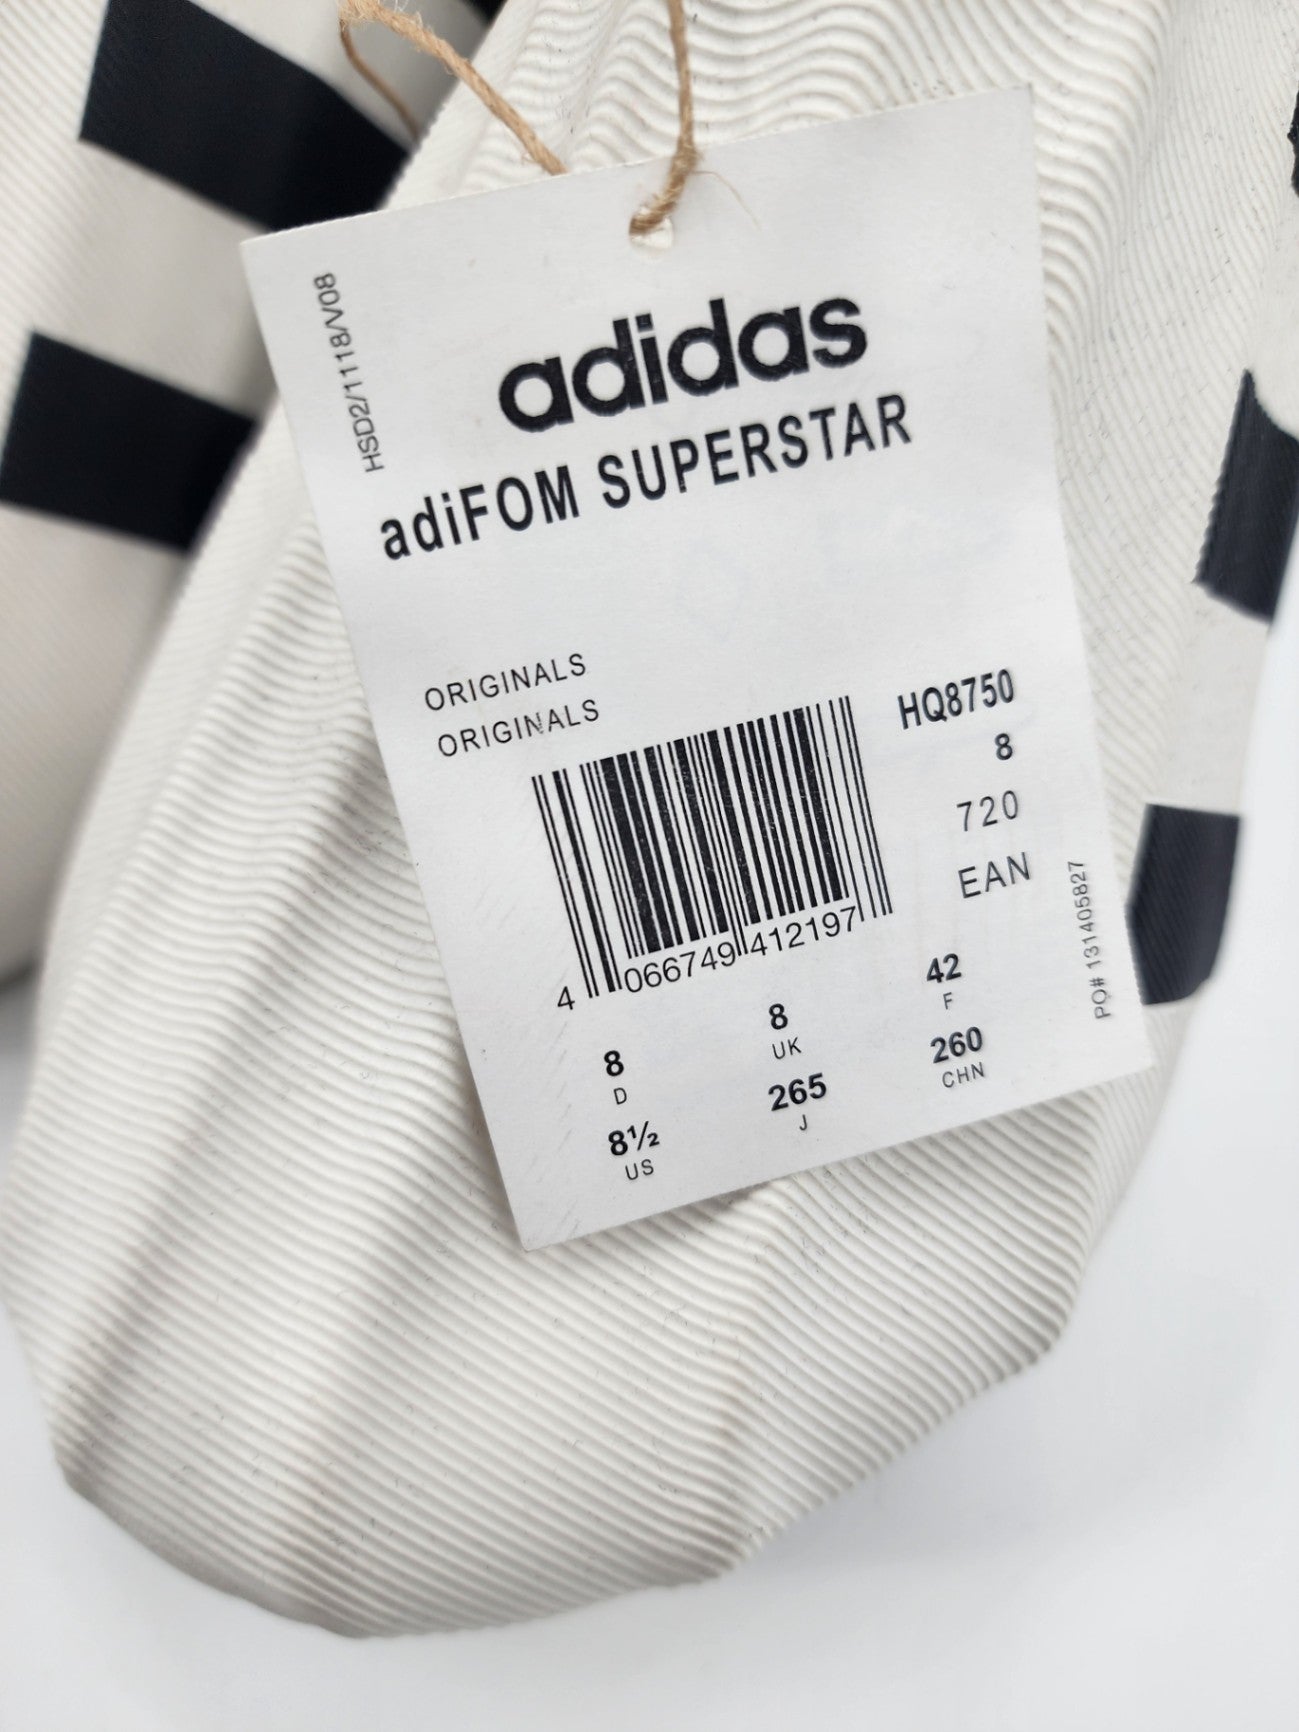 HSD2/1118/V08
adidas
adiFOM SUPERSTAR
ORIGINALS
ORIGINALS
HQ8750
8
720
EAN
4 066749 412197
PO# 131405827
8 8 42
D UK F
8½ 265 260
US J CHN